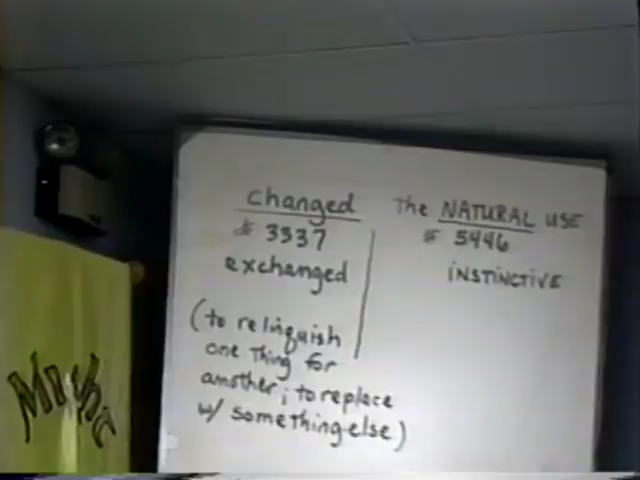 changed
# 3337
exchanged
(to relinquish
one thing for
another; to replace
w/ something else)
The NATURAL USE
# 5446
INSTINCTIVE